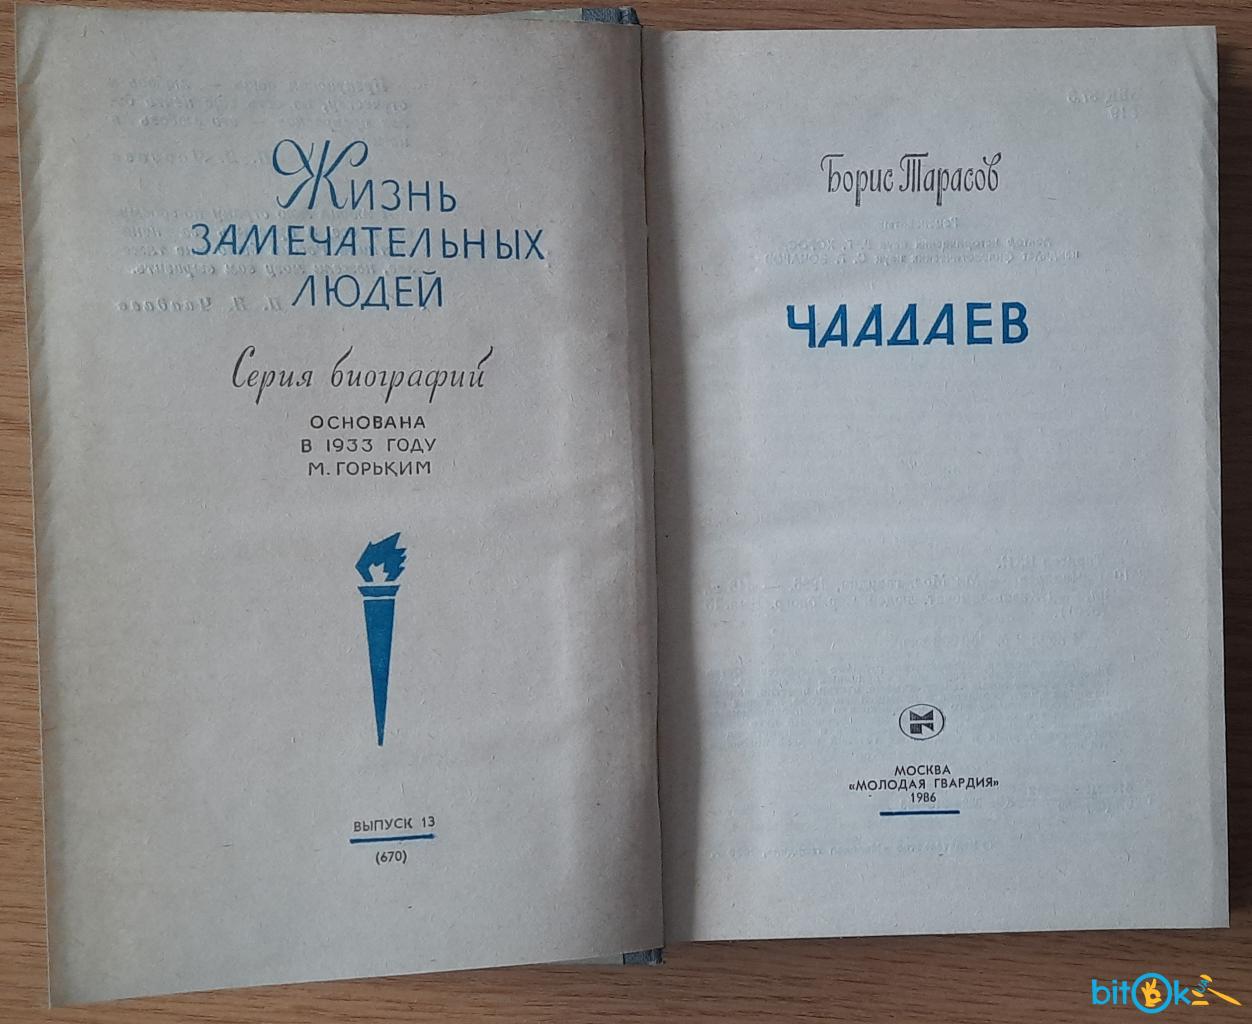 Жизнь
ЗАМЕЧАТЕЛЬНЫХ
ЛЮДЕЙ
Серия биографий
ОСНОВАНА
В 1933 ГОДУ
М. ГОРЬКИМ
ВЫПУСК 13
(670)
Борис Тарасов
ЧААДАЕВ
МОСКВА
«МОЛОДАЯ ГВАРДИЯ»
1986
bitOk